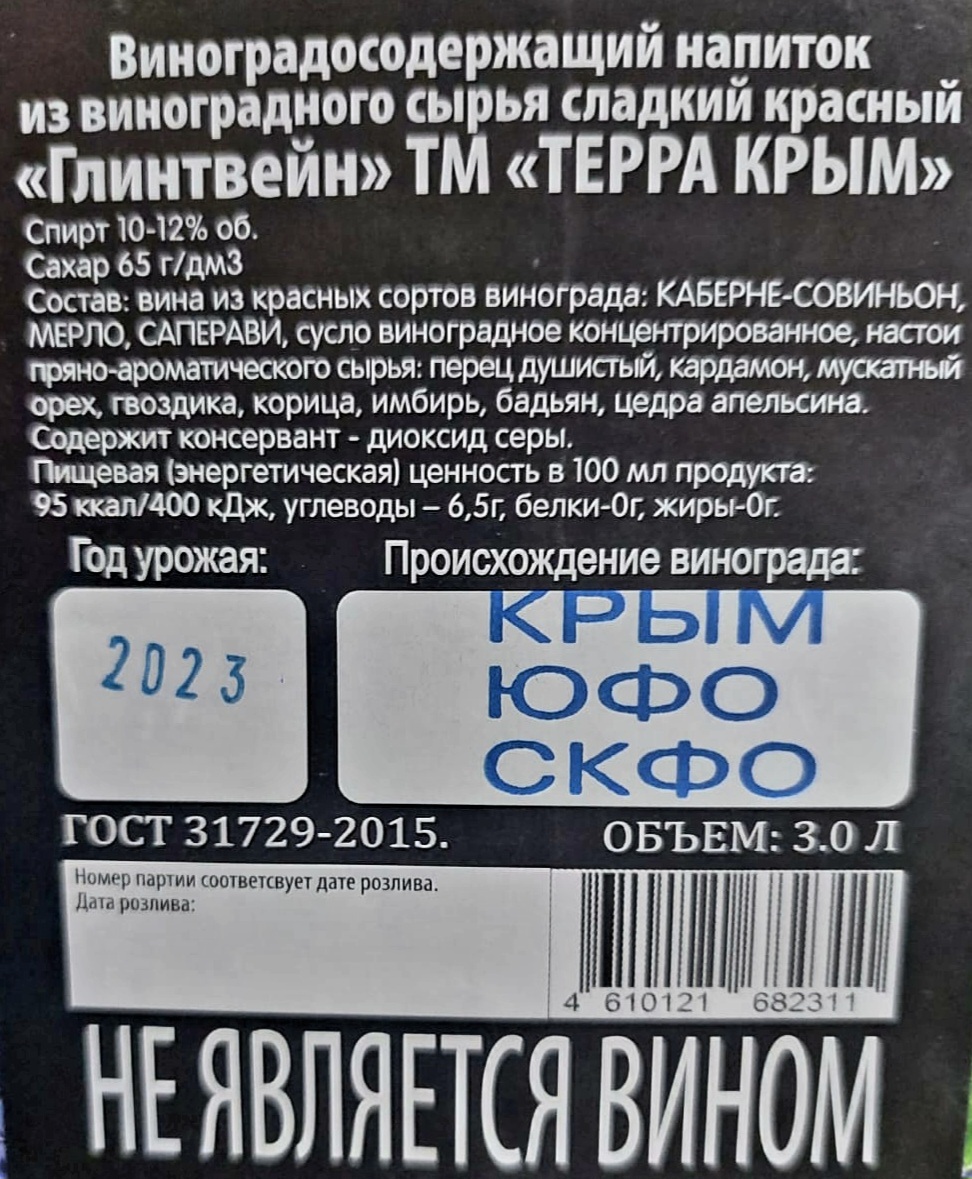 Виноградосодержащий напиток
из виноградного сырья сладкий красный
«Глинтвейн» ТМ «ТЕРРА КРЫМ»
Спирт 10-12% об.
Сахар 65 г/дм3
Состав: вина из красных сортов винограда: КАБЕРНЕ-СОВИНЬОН,
МЕРЛО, САПЕРАВИ, сусло виноградное концентрированное, настои
пряно-ароматического сырья: перец душистый, кардамон, мускатный
орех, гвоздика, корица, имбирь, бадьян, цедра апельсина.
Содержит консервант - диоксид серы.
Пищевая (энергетическая) ценность в 100 мл продукта:
95 ккал/400 кДж, углеводы – 6,5г, белки-0г, жиры-0г.
Год урожая:
Происхождение винограда:
2023
КРЫМ
ЮФО
СКФО
ГОСТ 31729-2015.
ОБЪЕМ: 3.0 Л
Номер партии соответсвует дате розлива.
Дата розлива:
4 610121 682311
НЕ ЯВЛЯЕТСЯ ВИНОМ